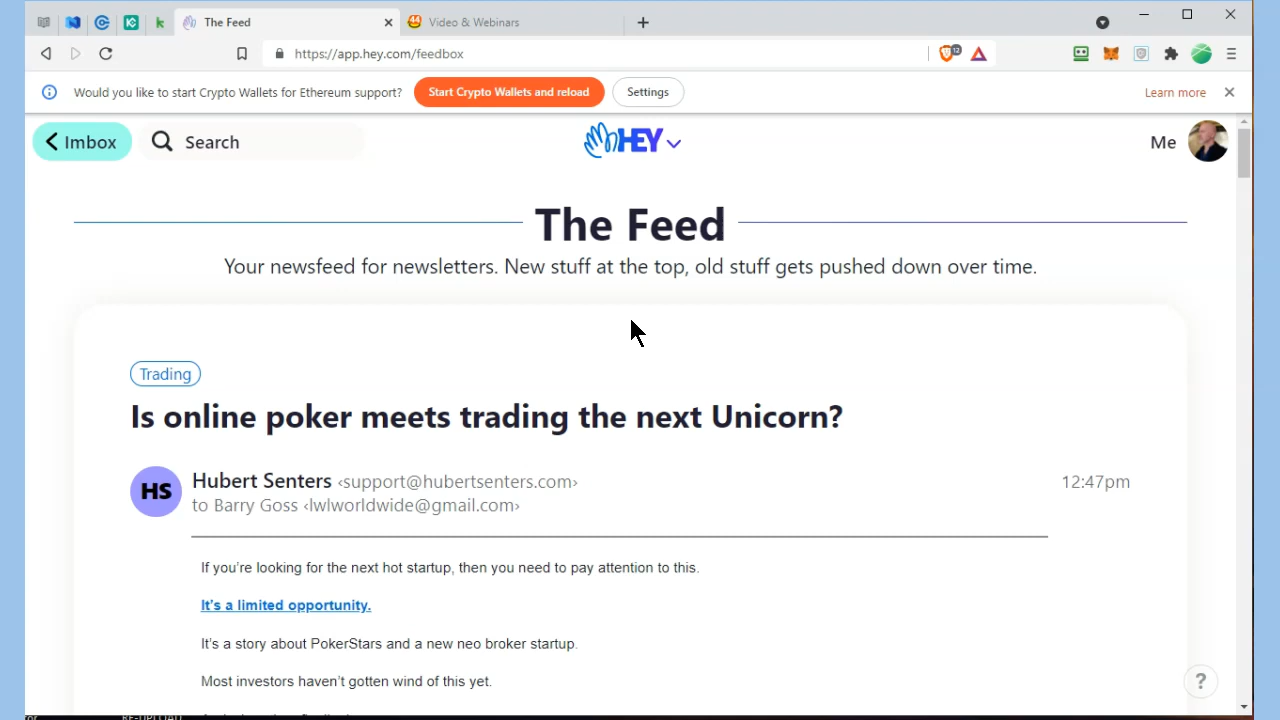 The Feed
Video & Webinars
https://app.hey.com/feedbox
12
Would you like to start Crypto Wallets for Ethereum support?
Start Crypto Wallets and reload
Settings
Learn more
Imbox
Search
HEY
Me
The Feed
Your newsfeed for newsletters. New stuff at the top, old stuff gets pushed down over time.
Trading
Is online poker meets trading the next Unicorn?
HS
Hubert Senters <support@hubertsenters.com>
12:47pm
to Barry Goss <lwlworldwide@gmail.com>
If you're looking for the next hot startup, then you need to pay attention to this.
It's a limited opportunity.
It's a story about PokerStars and a new neo broker startup.
Most investors haven't gotten wind of this yet.
?
RE-UPLOAD